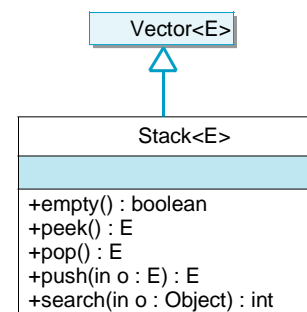 Vector<E>
Stack<E>
+empty() : boolean
+peek() : E
+pop() : E
+push(in o : E) : E
+search(in o : Object) : int